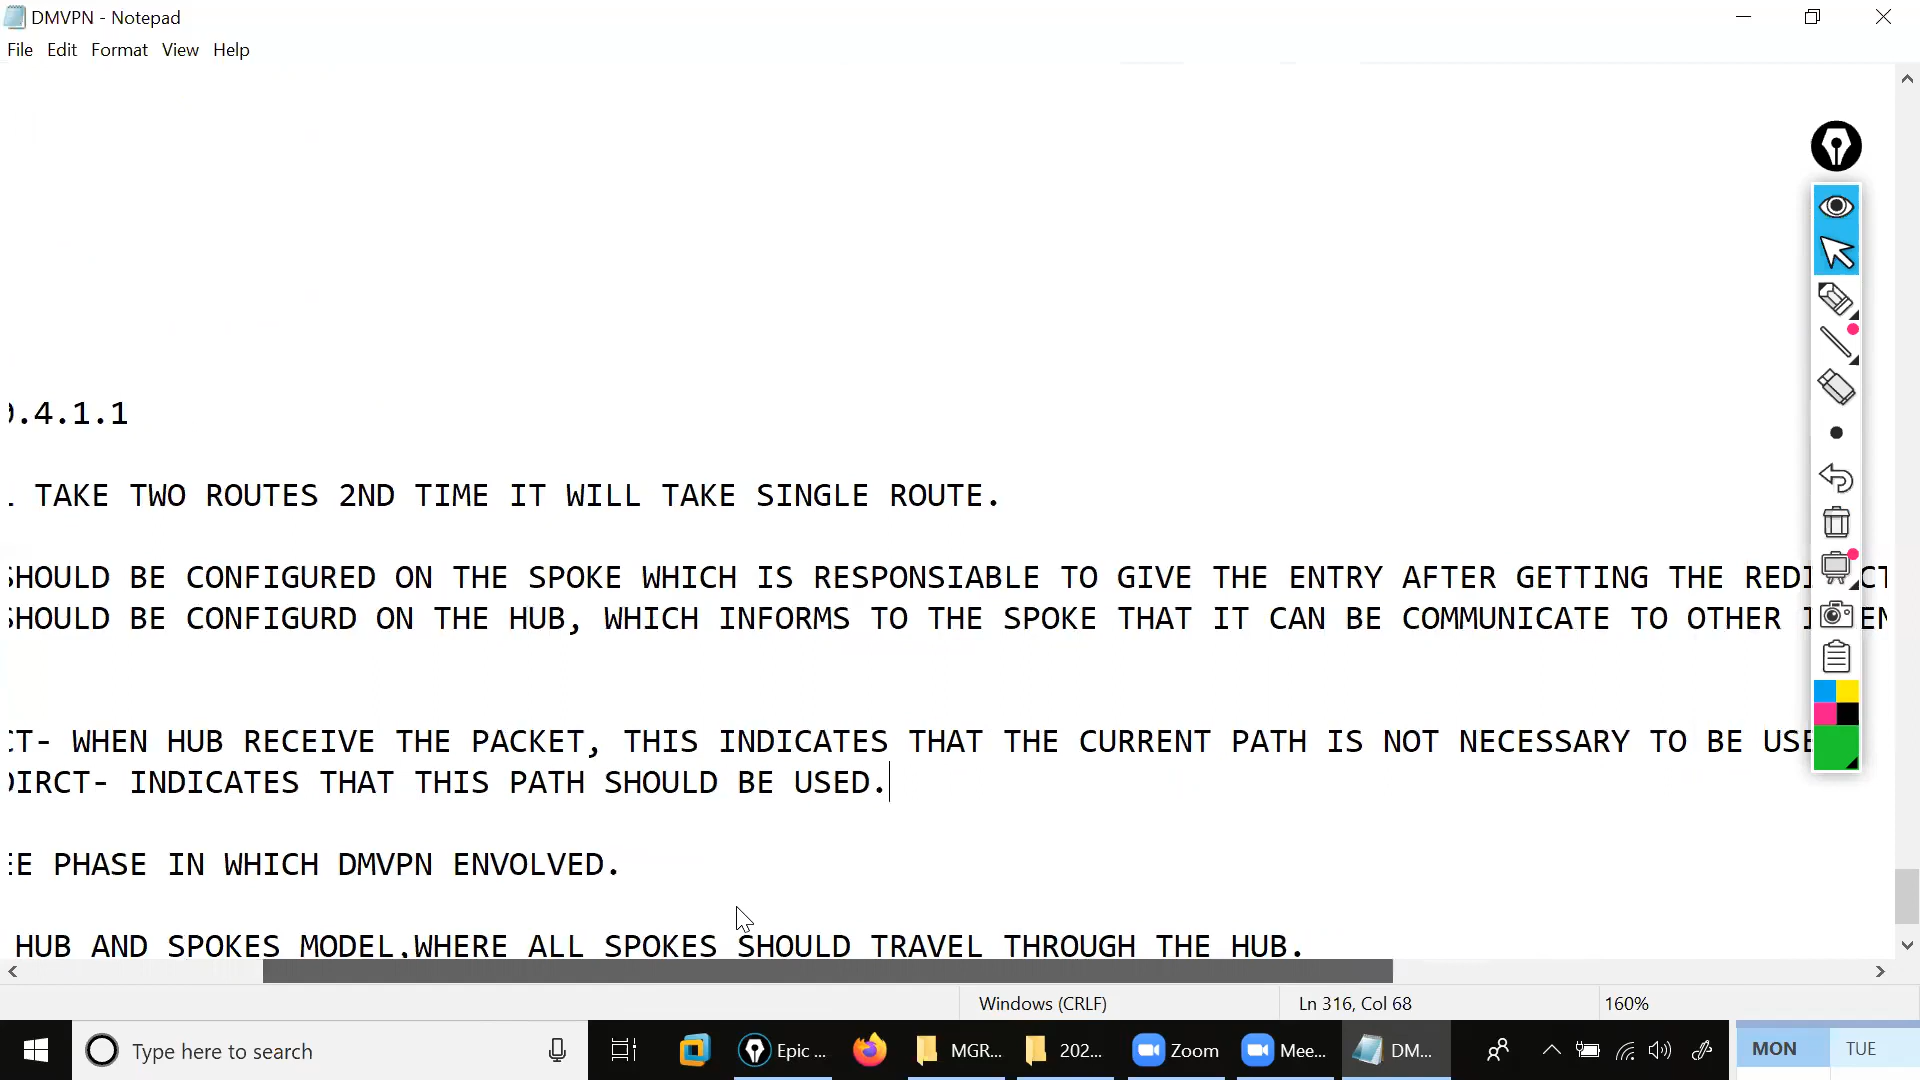 DMVPN - Notepad
File Edit Format View Help
.4.1.1
TAKE TWO ROUTES 2ND TIME IT WILL TAKE SINGLE ROUTE.
SHOULD BE CONFIGURED ON THE SPOKE WHICH IS RESPONSIABLE TO GIVE THE ENTRY AFTER GETTING THE
SHOULD BE CONFIGURD ON THE HUB, WHICH INFORMS TO THE SPOKE THAT IT CAN BE COMMUNICATE TO OTHER
CT- WHEN HUB RECEIVE THE PACKET, THIS INDICATES THAT THE CURRENT PATH IS NOT NECESSARY TO BE USE
DIRCT- INDICATES THAT THIS PATH SHOULD BE USED.
EE PHASE IN WHICH DMVPN ENVOLVED.
HUB AND SPOKES MODEL,WHERE ALL SPOKES SHOULD TRAVEL THROUGH THE HUB.
Windows (CRLF) Ln 316, Col 68 160%
Type here to search Epic ... MGR... 202... Zoom Mee... DM... MON TUE